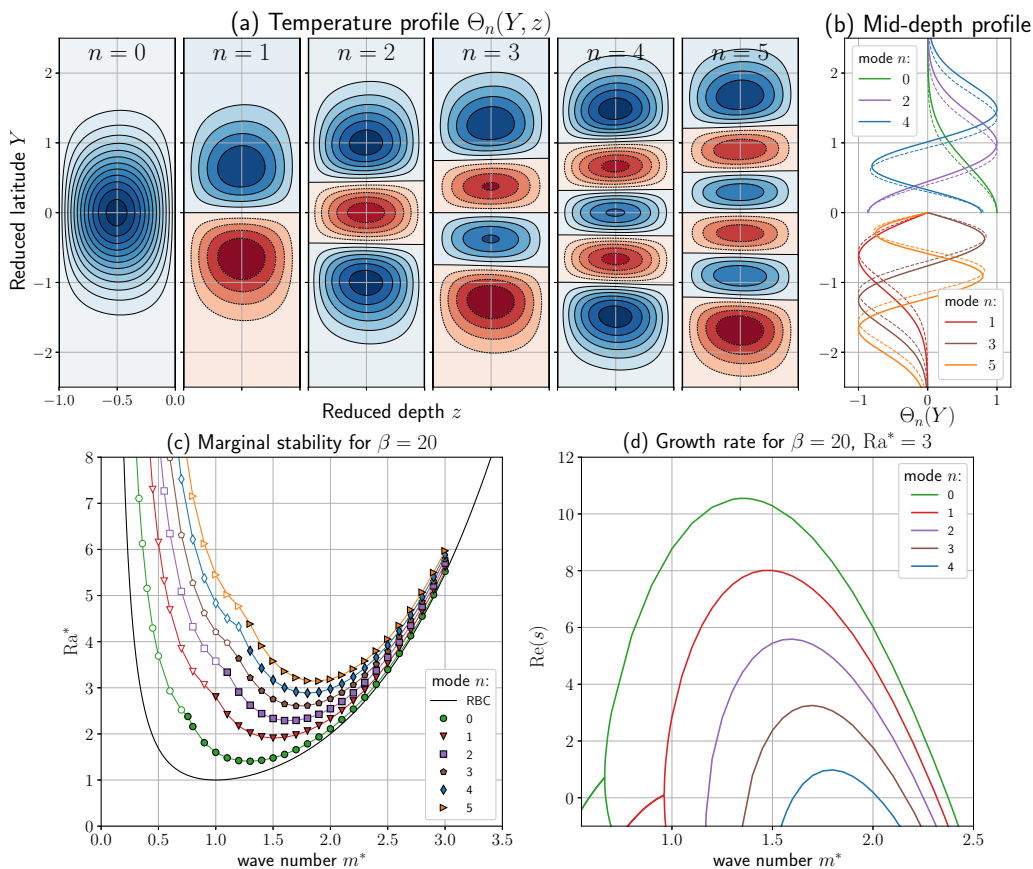 (a) Temperature profile Θn(Y, z)
n = 0
n = 1
n = 2
n = 3
n = 4
n = 5
Reduced latitude Y
2
1
0
−1
−2
−1.0
−0.5
0.0
Reduced depth z
(b) Mid-depth profile
mode n:
0
2
4
mode n:
1
3
5
2
1
0
−1
−2
−1
0
1
Θn(Y)
(c) Marginal stability for β = 20
Ra*
8
7
6
5
4
3
2
1
0
mode n:
RBC
0
1
2
3
4
5
0.0
0.5
1.0
1.5
2.0
2.5
3.0
3.5
wave number m*
(d) Growth rate for β = 20, Ra* = 3
Re(s)
12
10
8
6
4
2
0
mode n:
0
1
2
3
4
1.0
1.5
2.0
2.5
wave number m*